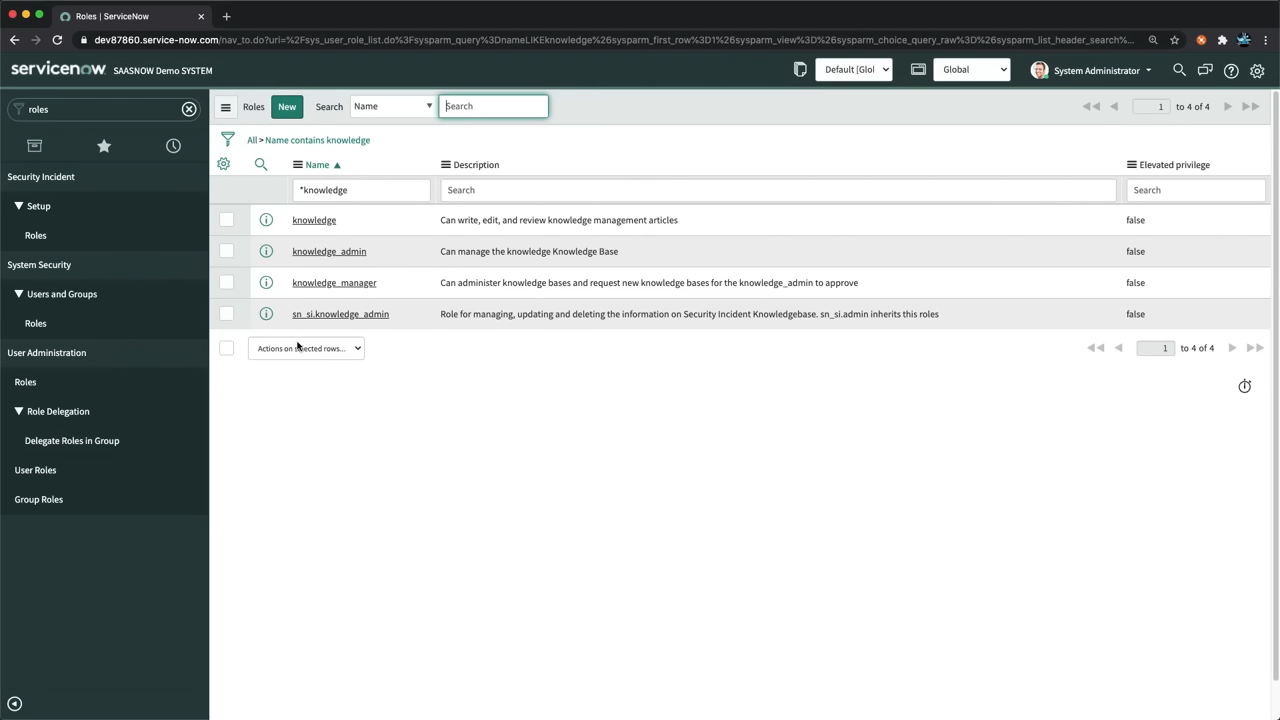 Roles | ServiceNow
dev87860.service-now.com/nav_to.do?uri=%2Fsys_user_role_list.do%3Fsysparm_query%3DnameLIKEknowledge%26sysparm_first_row%3D1%26sysparm_view%3D%26sysparm_choice_query_raw%3D%26sysparm_list_header_search%...
servicenow SAASNOW Demo SYSTEM Default [Glol Global System Administrator
roles Roles New Search Name Search 1 to 4 of 4
All > Name contains knowledge
Name Description Elevated privilege
*knowledge Search Search
knowledge Can write, edit, and review knowledge management articles false
knowledge_admin Can manage the knowledge Knowledge Base false
knowledge_manager Can administer knowledge bases and request new knowledge bases for the knowledge_admin to approve false
sn_si.knowledge_admin Role for managing, updating and deleting the information on Security Incident Knowledgebase. sn_si.admin inherits this roles false
Actions on selected rows... 1 to 4 of 4
Security Incident
Setup
Roles
System Security
Users and Groups
Roles
User Administration
Roles
Role Delegation
Delegate Roles in Group
User Roles
Group Roles